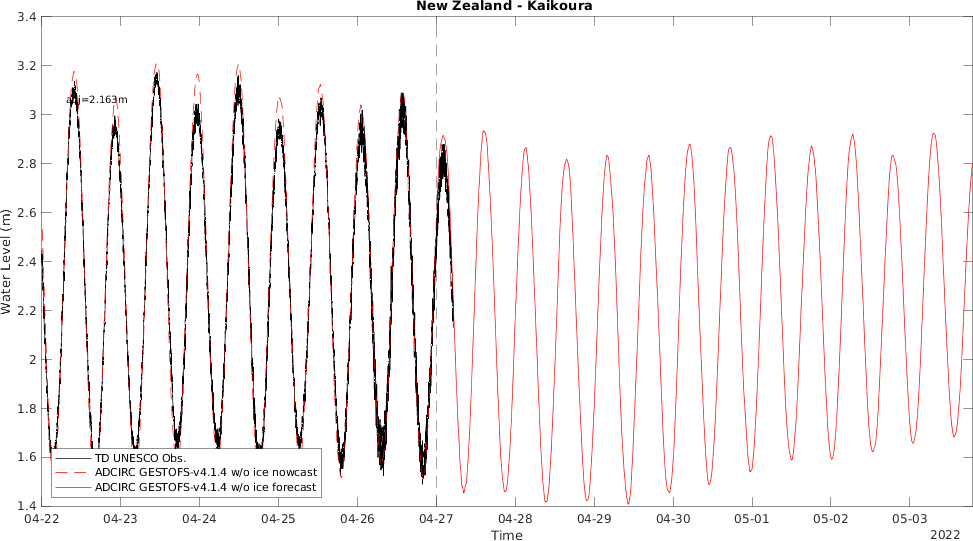 New Zealand - Kaikoura
3.4
3.2
3
2.8
2.6
2.4
2.2
2
1.8
1.6
1.4
Water Level (m)
=2.163m
TD UNESCO Obs.
ADCIRC GESTOFS-v4.1.4 w/o ice nowcast
ADCIRC GESTOFS-v4.1.4 w/o ice forecast
04-22 04-23 04-24 04-25 04-26 04-27 04-28 04-29 04-30 05-01 05-02 05-03
Time
2022